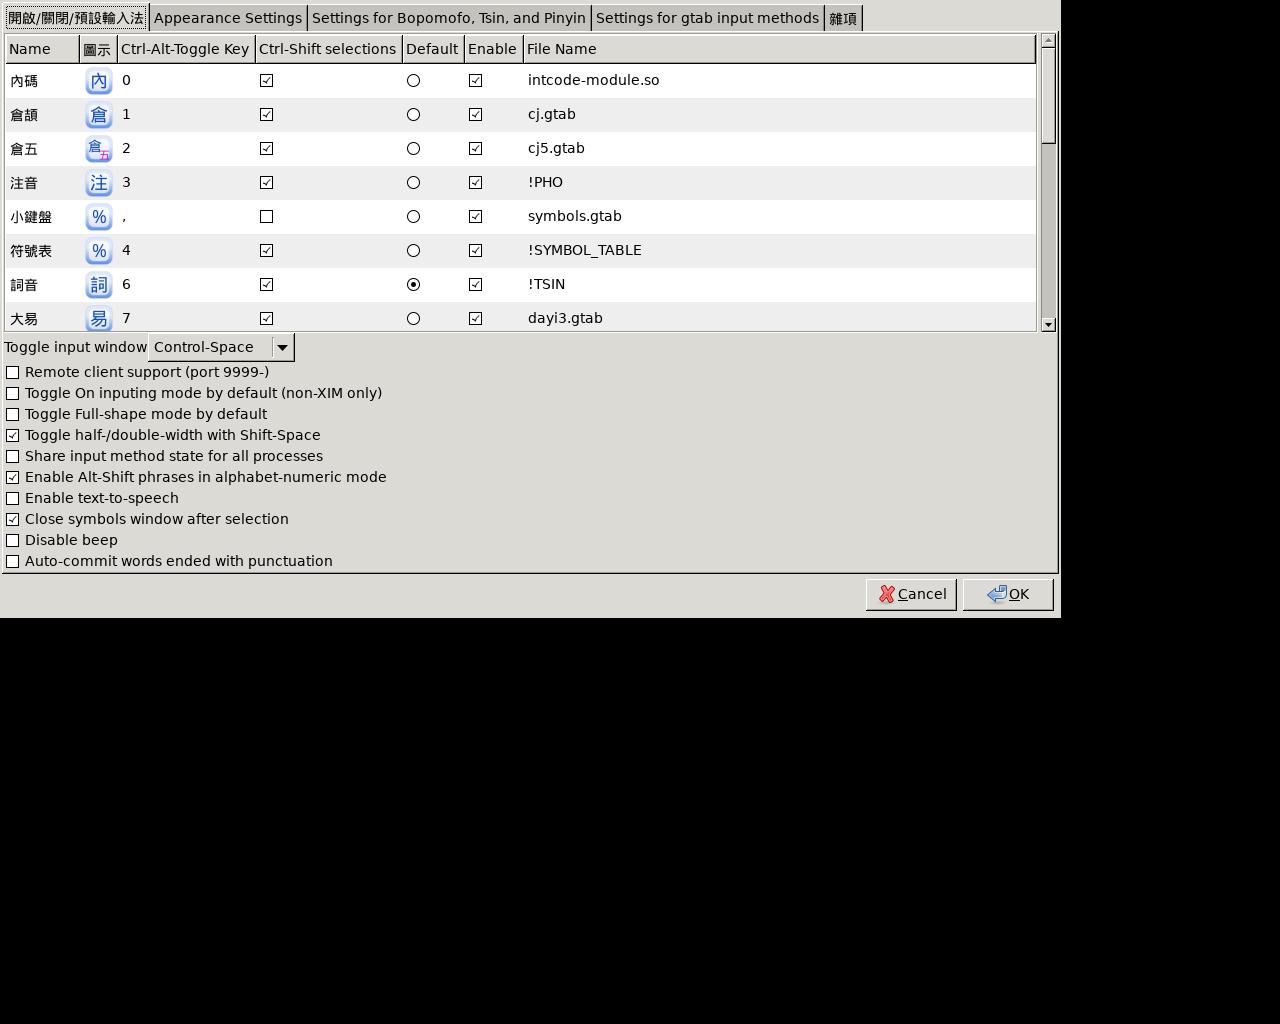 開啟/關閉/預設輸入法 Appearance Settings Settings for Bopomofo, Tsin, and Pinyin Settings for gtab input methods 雜項
Name 圖示 Ctrl-Alt-Toggle Key Ctrl-Shift selections Default Enable File Name
內碼 內 0 intcode-module.so
倉頡 倉 1 cj.gtab
倉五 倉五 2 cj5.gtab
注音 注 3 !PHO
小鍵盤 % , symbols.gtab
符號表 % 4 !SYMBOL_TABLE
詞音 詞 6 !TSIN
大易 易 7 dayi3.gtab
Toggle input window Control-Space
Remote client support (port 9999-)
Toggle On inputing mode by default (non-XIM only)
Toggle Full-shape mode by default
Toggle half-/double-width with Shift-Space
Share input method state for all processes
Enable Alt-Shift phrases in alphabet-numeric mode
Enable text-to-speech
Close symbols window after selection
Disable beep
Auto-commit words ended with punctuation
Cancel OK